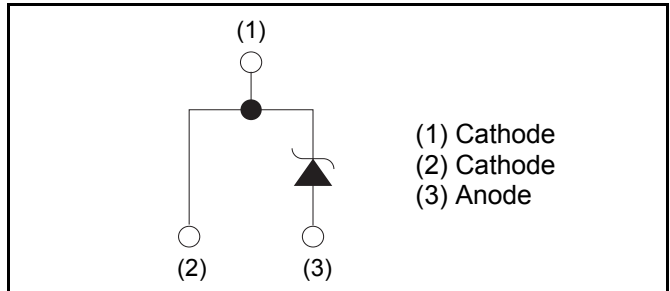 (1)
(1) Cathode
(2) Cathode
(3) Anode
(2) (3)